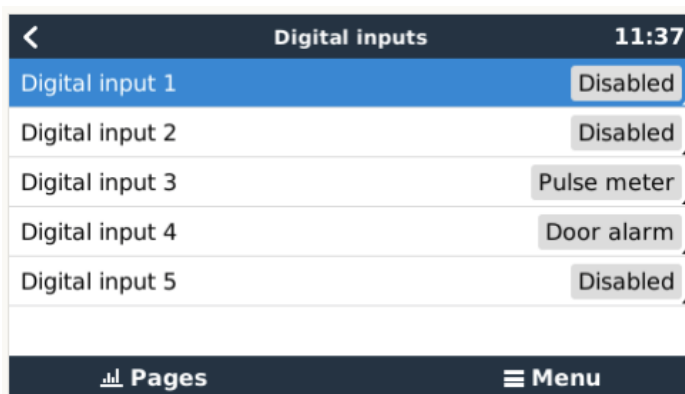 Digital inputs 11:37
Digital input 1 Disabled
Digital input 2 Disabled
Digital input 3 Pulse meter
Digital input 4 Door alarm
Digital input 5 Disabled
Pages Menu